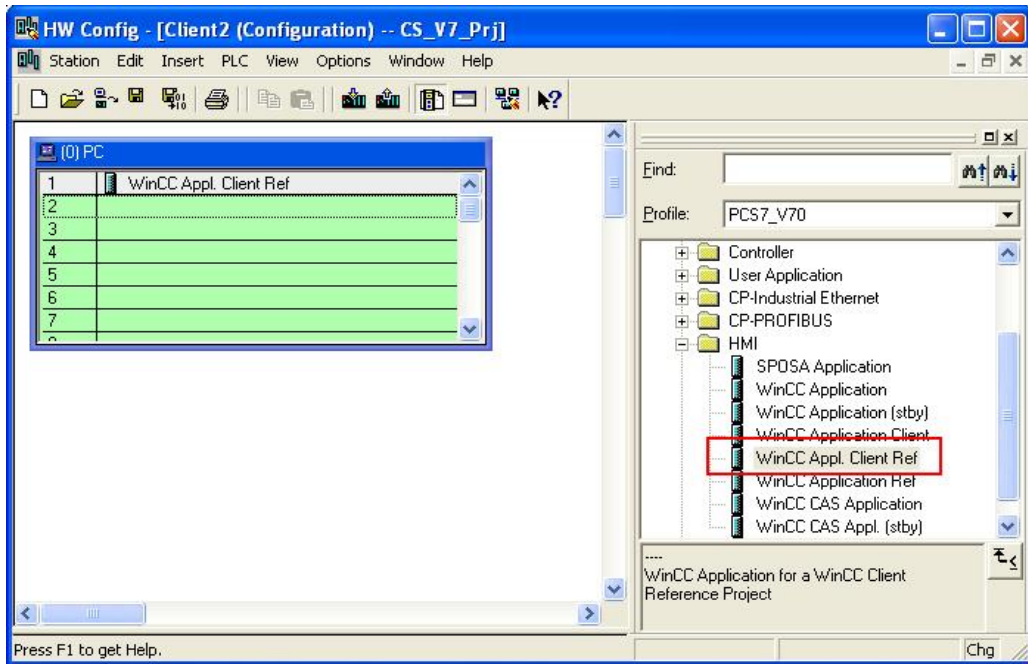 HW Config - [Client2 (Configuration) -- CS_V7_Prj]
Station Edit Insert PLC View Options Window Help
(0) PC
1 WinCC Appl. Client Ref
2
3
4
5
6
7
Find:
Profile: PCS7_V70
Controller
User Application
CP-Industrial Ethernet
CP-PROFIBUS
HMI
SPOSA Application
WinCC Application
WinCC Application (stby)
WinCC Application Client
WinCC Appl. Client Ref
WinCC Application Ref
WinCC CAS Application
WinCC CAS Appl. (stby)
----
WinCC Application for a WinCC Client
Reference Project
Press F1 to get Help.
Chg